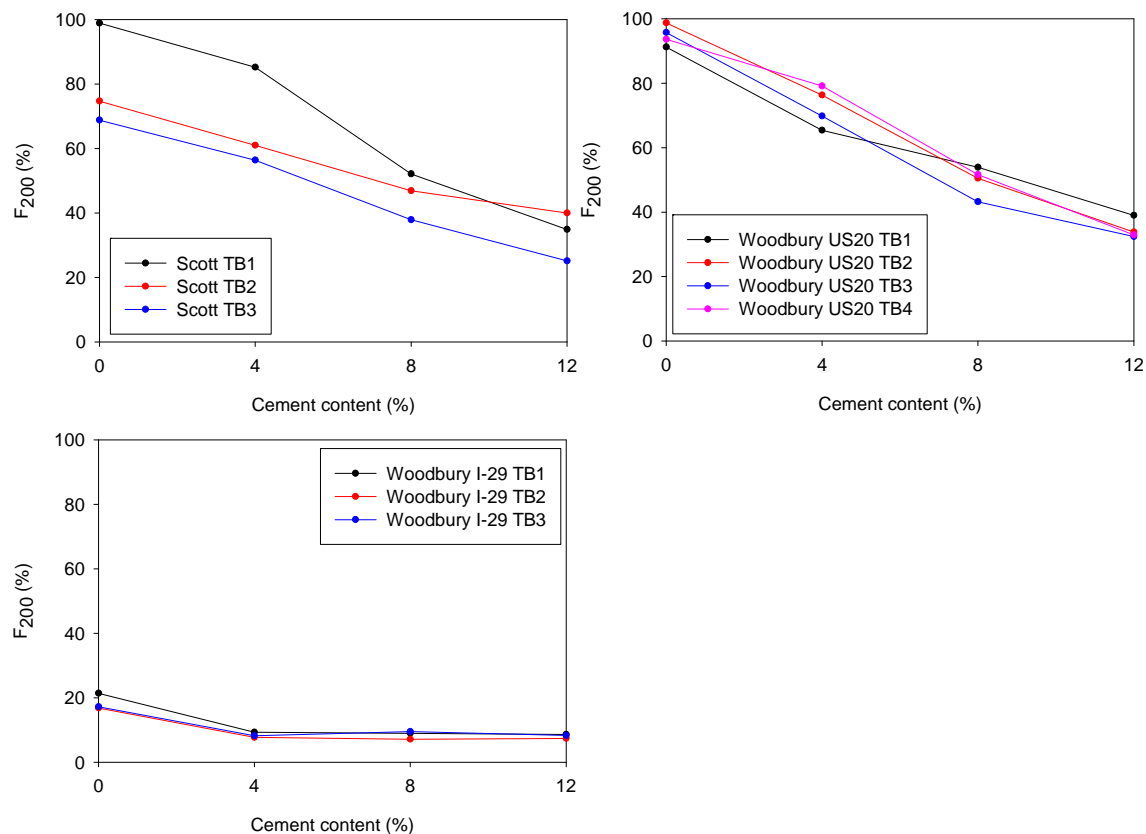 100
80
60
40
20
0
F200 (%)
Scott TB1
Scott TB2
Scott TB3
0 4 8 12
Cement content (%)
100
80
60
40
20
0
F200 (%)
Woodbury US20 TB1
Woodbury US20 TB2
Woodbury US20 TB3
Woodbury US20 TB4
0 4 8 12
Cement content (%)
100
80
60
40
20
0
F200 (%)
Woodbury I-29 TB1
Woodbury I-29 TB2
Woodbury I-29 TB3
0 4 8 12
Cement content (%)